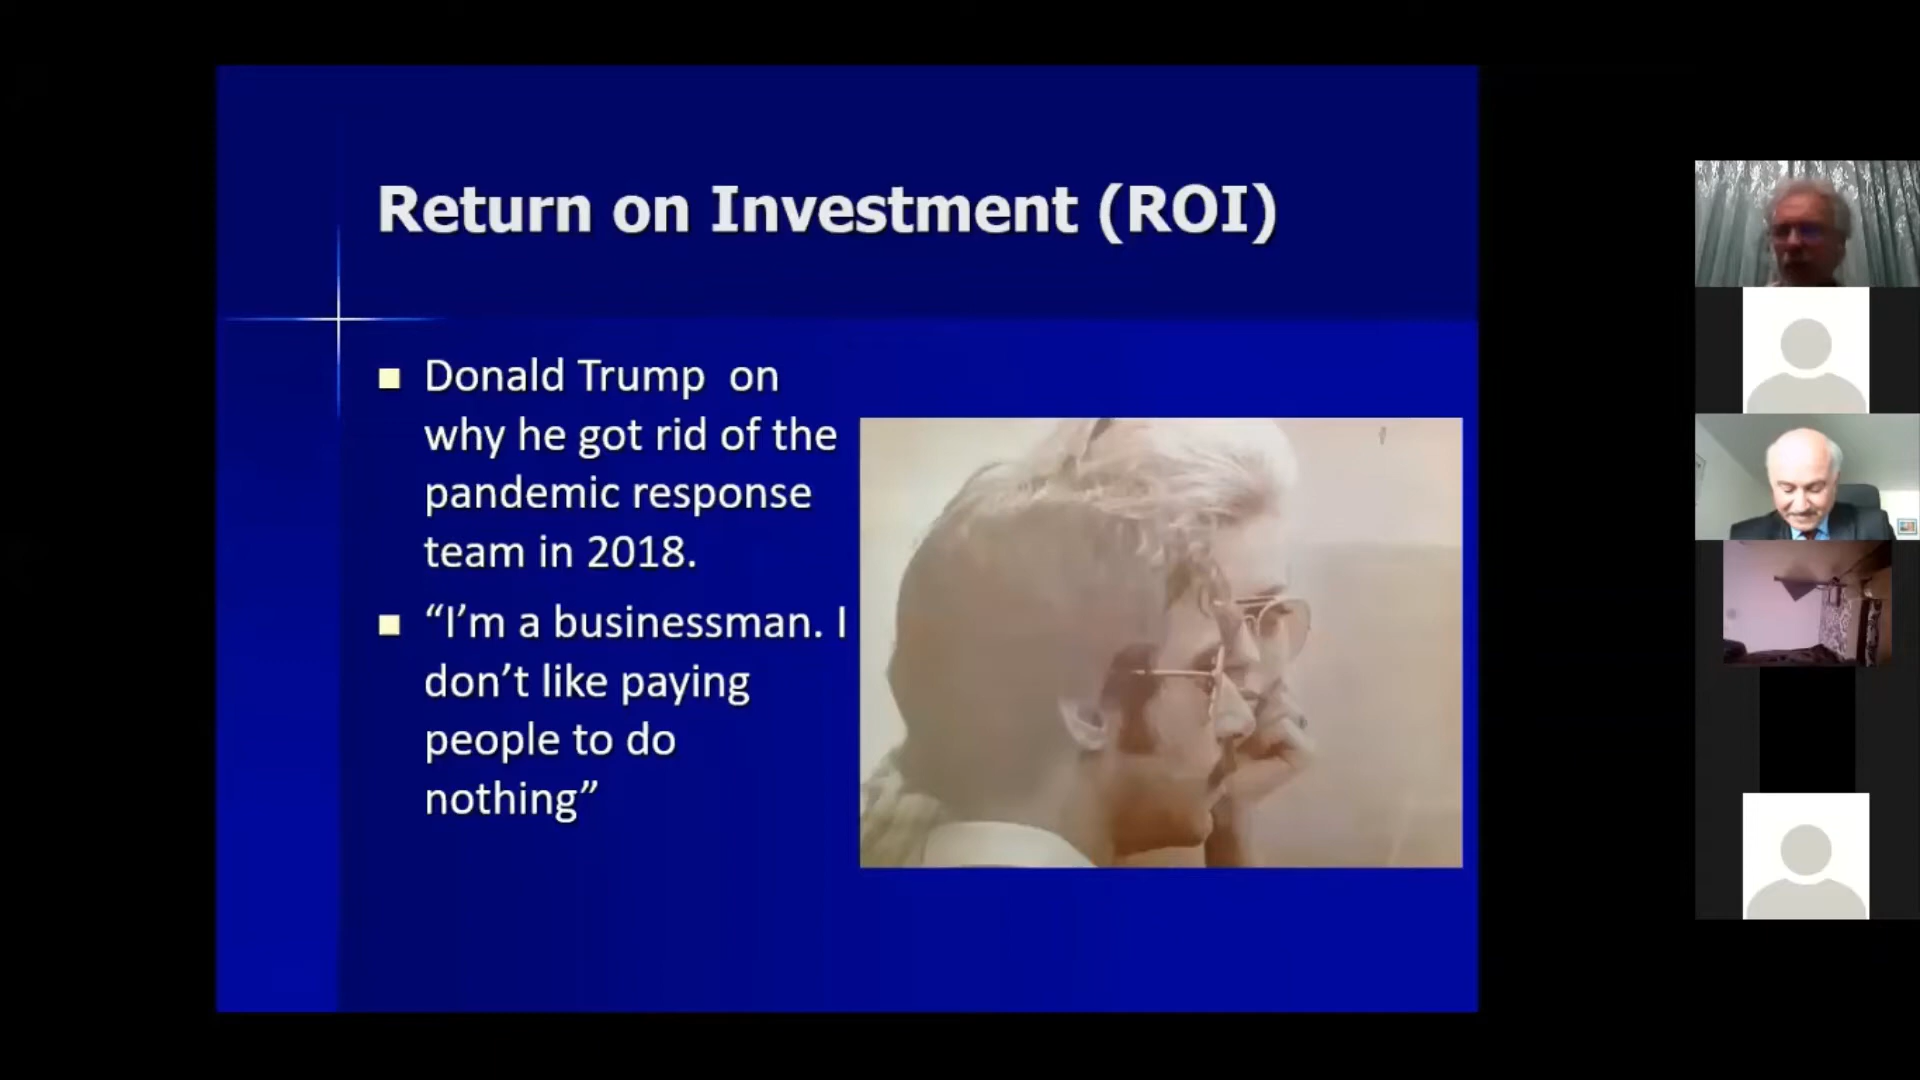 Return on Investment (ROI)
Donald Trump on
why he got rid of the
pandemic response
team in 2018.
“I’m a businessman. I
don’t like paying
people to do
nothing”